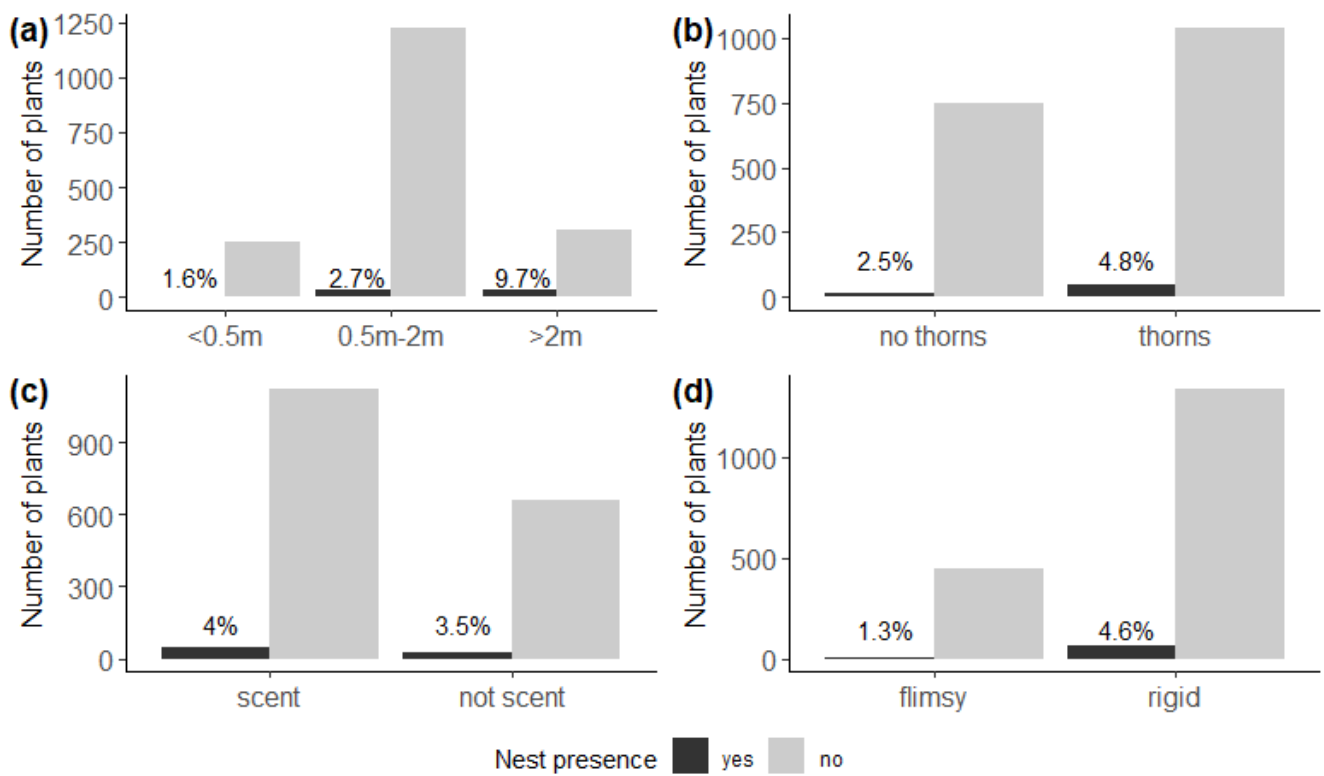 (a)
Number of plants
1250
1000
750
500
250
0
1.6%
2.7%
9.7%
<0.5m
0.5m-2m
>2m
(b)
Number of plants
1000
750
500
250
0
2.5%
4.8%
no thorns
thorns
(c)
Number of plants
900
600
300
0
4%
3.5%
scent
not scent
(d)
Number of plants
1000
500
0
1.3%
4.6%
flimsy
rigid
Nest presence yes no